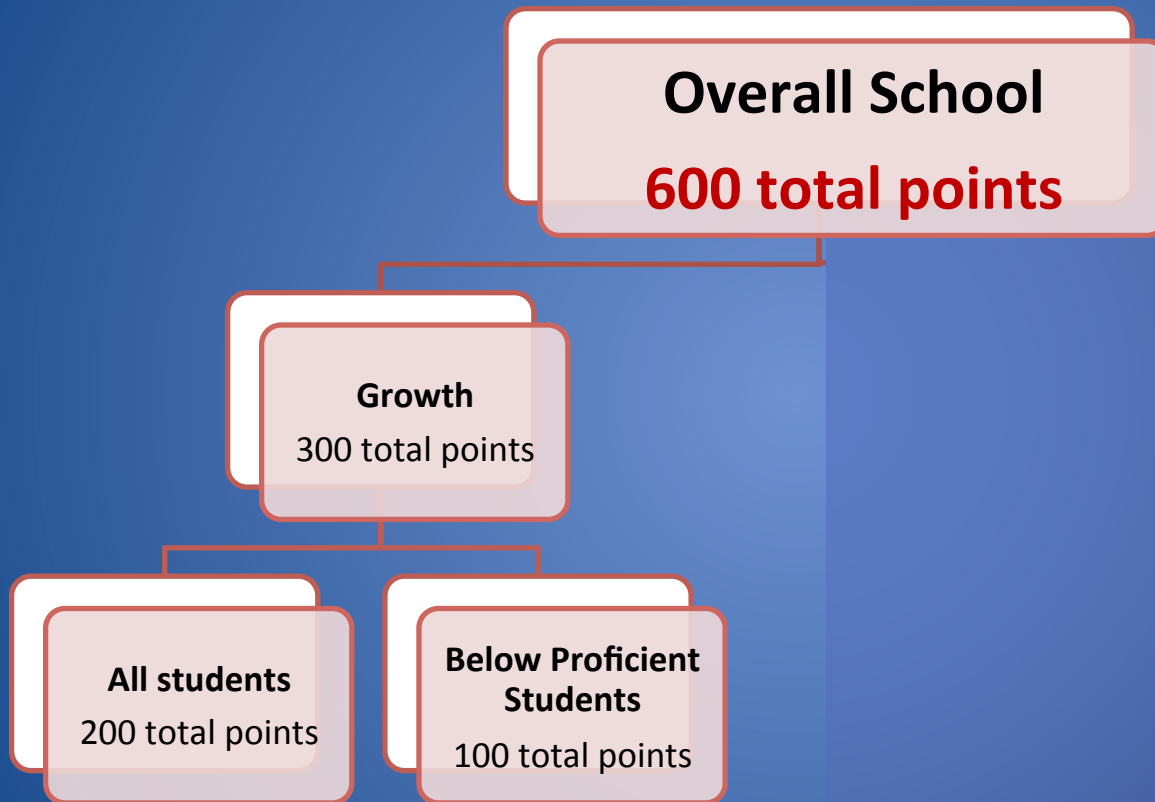 Overall School
600 total points
Growth
300 total points
All students
200 total points
Below Proficient
Students
100 total points